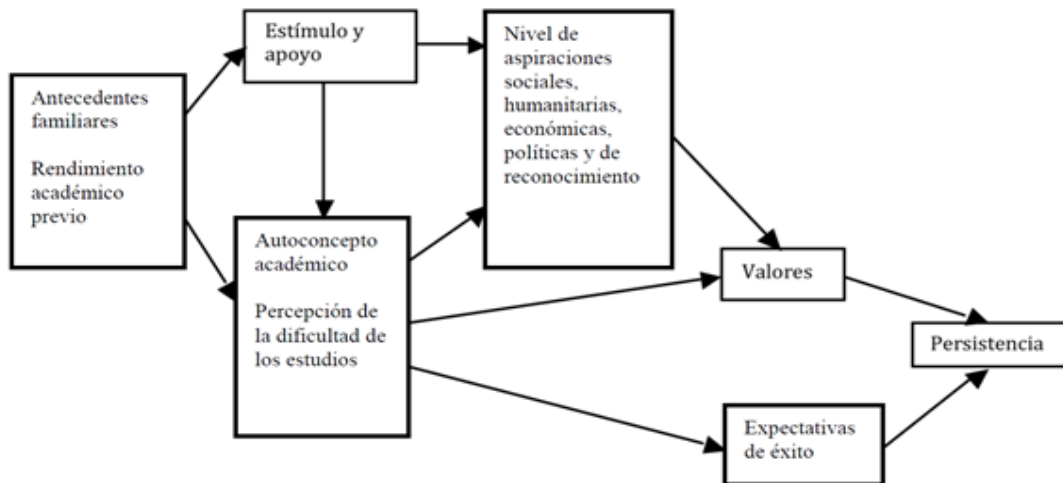 Antecedentes
familiares
Rendimiento
académico
previo
Estímulo y
apoyo
Autoconcepto
académico
Percepción de
la dificultad de
los estudios
Nivel de
aspiraciones
sociales,
humanitarias,
económicas,
políticas y de
reconocimiento
Valores
Expectativas
de éxito
Persistencia